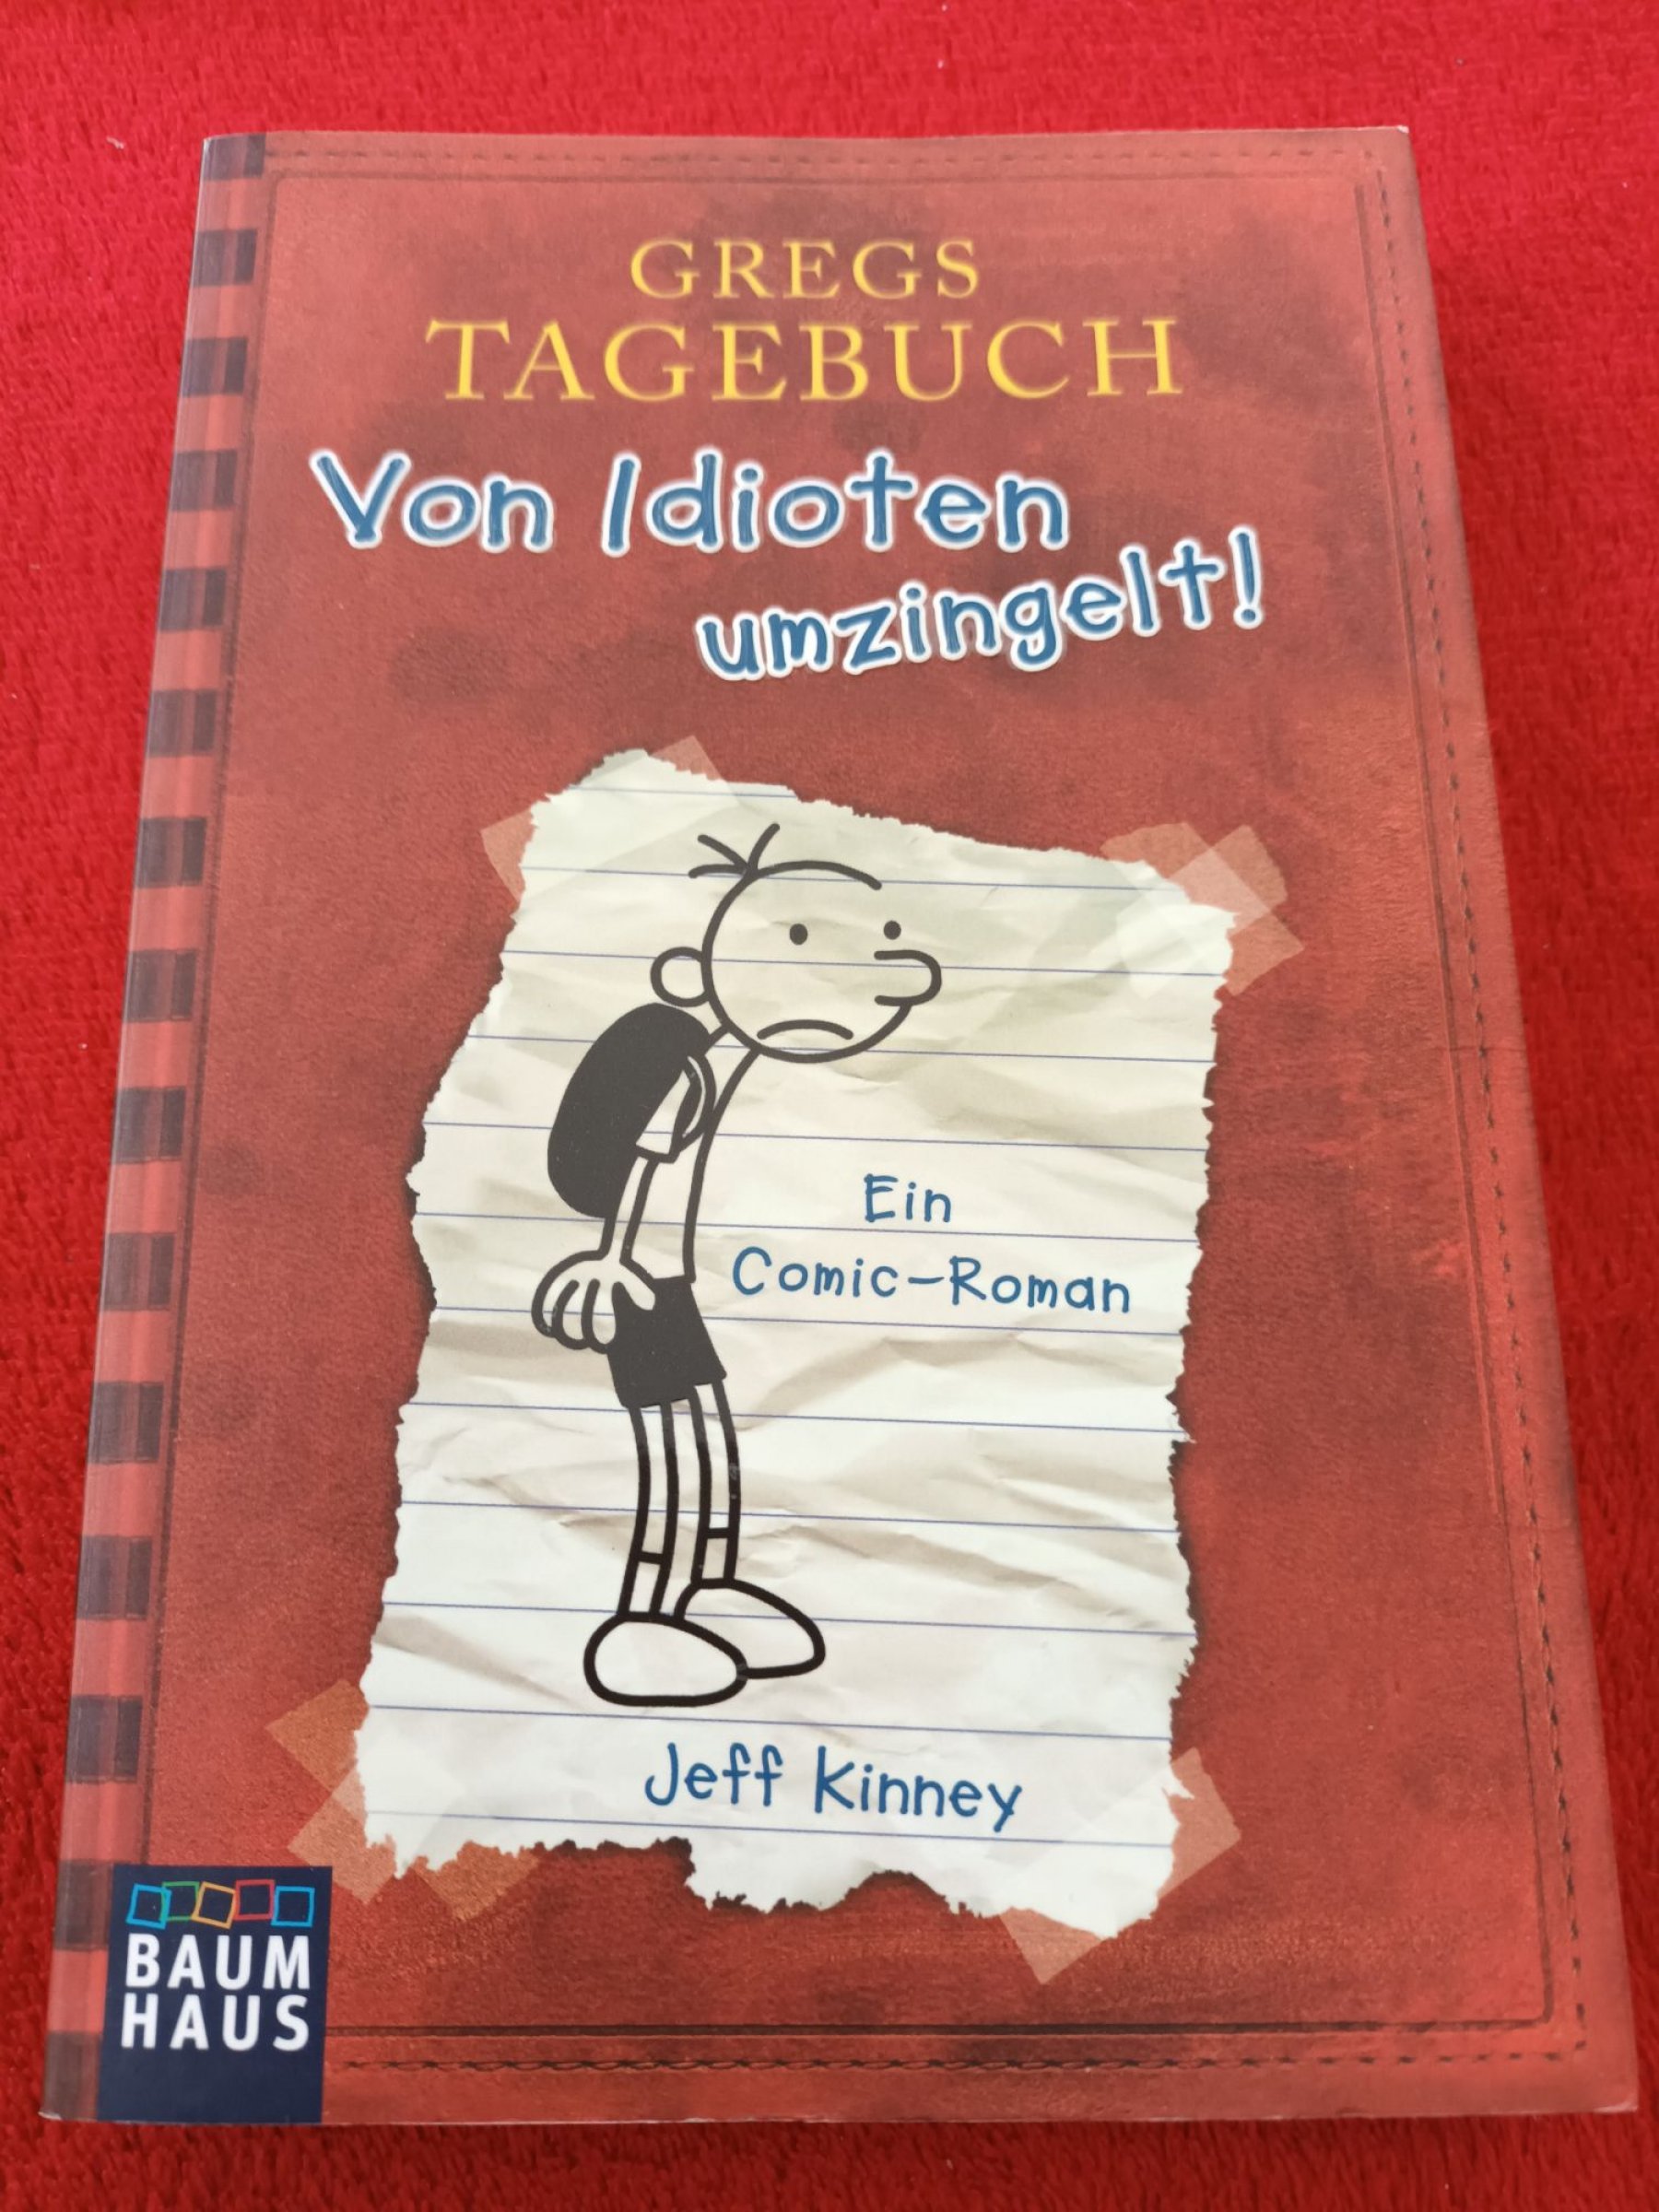 GREGS
TAGEBUCH
Von Idioten
umzingelt!
Ein
Comic-Roman
Jeff Kinney
BAUM
HAUS